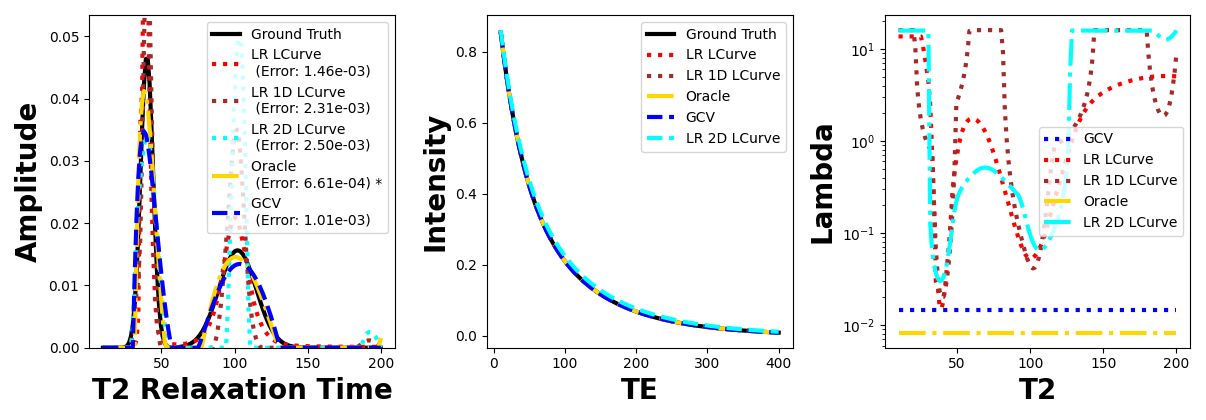 Amplitude
0.00
0.01
0.02
0.03
0.04
0.05
50
100
150
200
T2 Relaxation Time
Ground Truth
LR LCurve
(Error: 1.46e-03)
LR 1D LCurve
(Error: 2.31e-03)
LR 2D LCurve
(Error: 2.50e-03)
Oracle
(Error: 6.61e-04) *
GCV
(Error: 1.01e-03)
Intensity
0.0
0.2
0.4
0.6
0.8
0
100
200
300
400
TE
Ground Truth
LR LCurve
LR 1D LCurve
Oracle
GCV
LR 2D LCurve
Lambda
10⁻²
10⁻¹
10⁰
10¹
50
100
150
200
T2
GCV
LR LCurve
LR 1D LCurve
Oracle
LR 2D LCurve